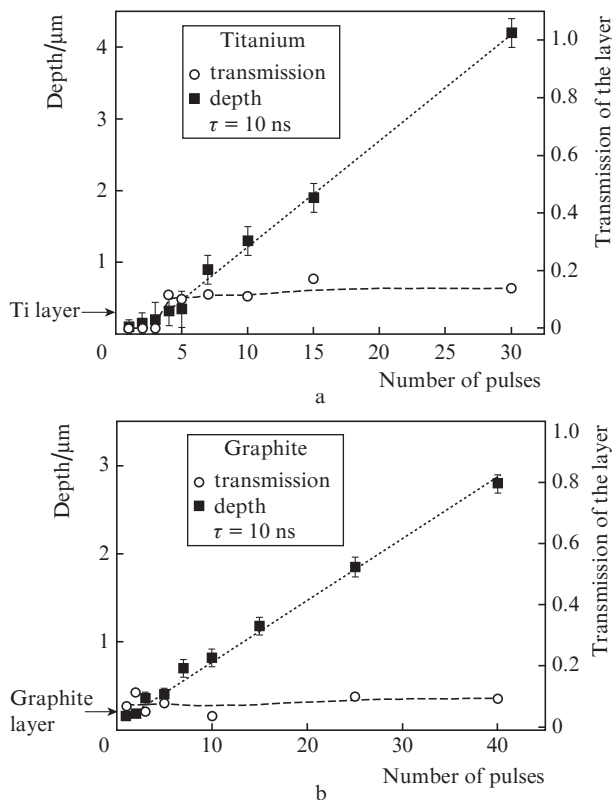 4
3
2
1
0
Depth/μm
Titanium
transmission
depth
τ = 10 ns
1.0
0.8
0.6
0.4
0.2
0
Transmission of the layer
Ti layer
5 10 15 20 25 30
Number of pulses
a
3
2
1
0
Depth/μm
Graphite
transmission
depth
τ = 10 ns
1.0
0.8
0.6
0.4
0.2
0
Transmission of the layer
Graphite
layer
10 20 30 40
Number of pulses
b